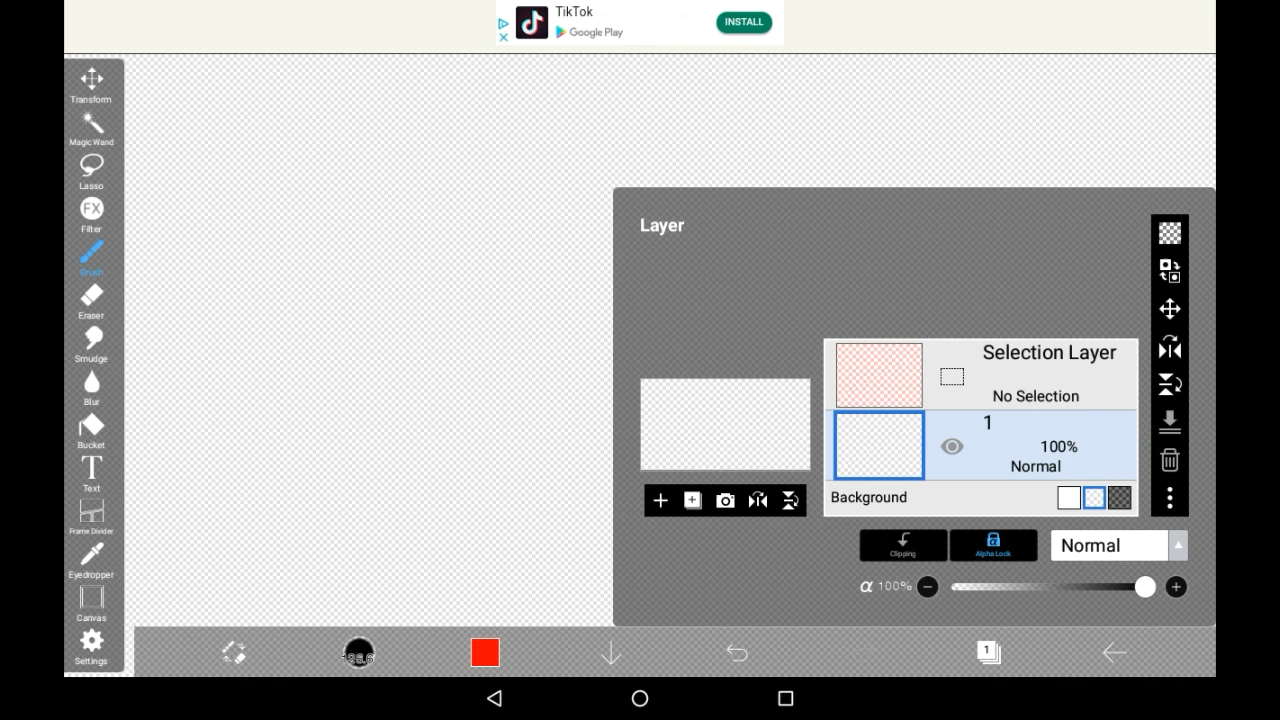 TikTok
Google Play
INSTALL
Transform
Magic Wand
Lasso
FX
Filter
Brush
Eraser
Smudge
Blur
Bucket
T
Text
Frame Divider
Eyedropper
Canvas
Settings
Layer
Selection Layer
No Selection
1
100%
Normal
Background
Clipping
Alpha Lock
Normal
α 100%
1